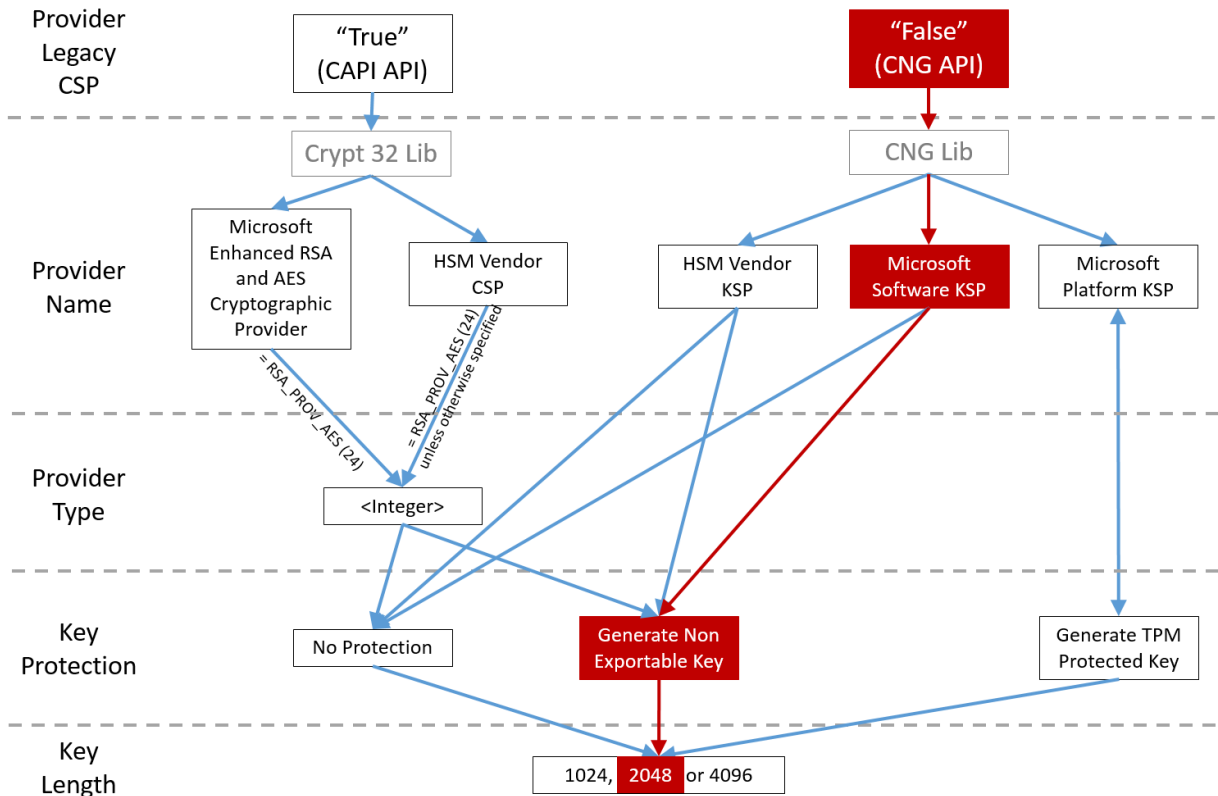 Provider
Legacy
CSP
“True”
(CAPI API)
“False”
(CNG API)
Crypt 32 Lib
CNG Lib
Provider
Name
Microsoft
Enhanced RSA
and AES
Cryptographic
Provider
HSM Vendor
CSP
HSM Vendor
KSP
Microsoft
Software KSP
Microsoft
Platform KSP
= RSA_PROV_AES (24)
= RSA_PROV_AES (24)
unless otherwise specified
Provider
Type
<Integer>
Key
Protection
No Protection
Generate Non
Exportable Key
Generate TPM
Protected Key
Key
Length
1024, 2048 or 4096